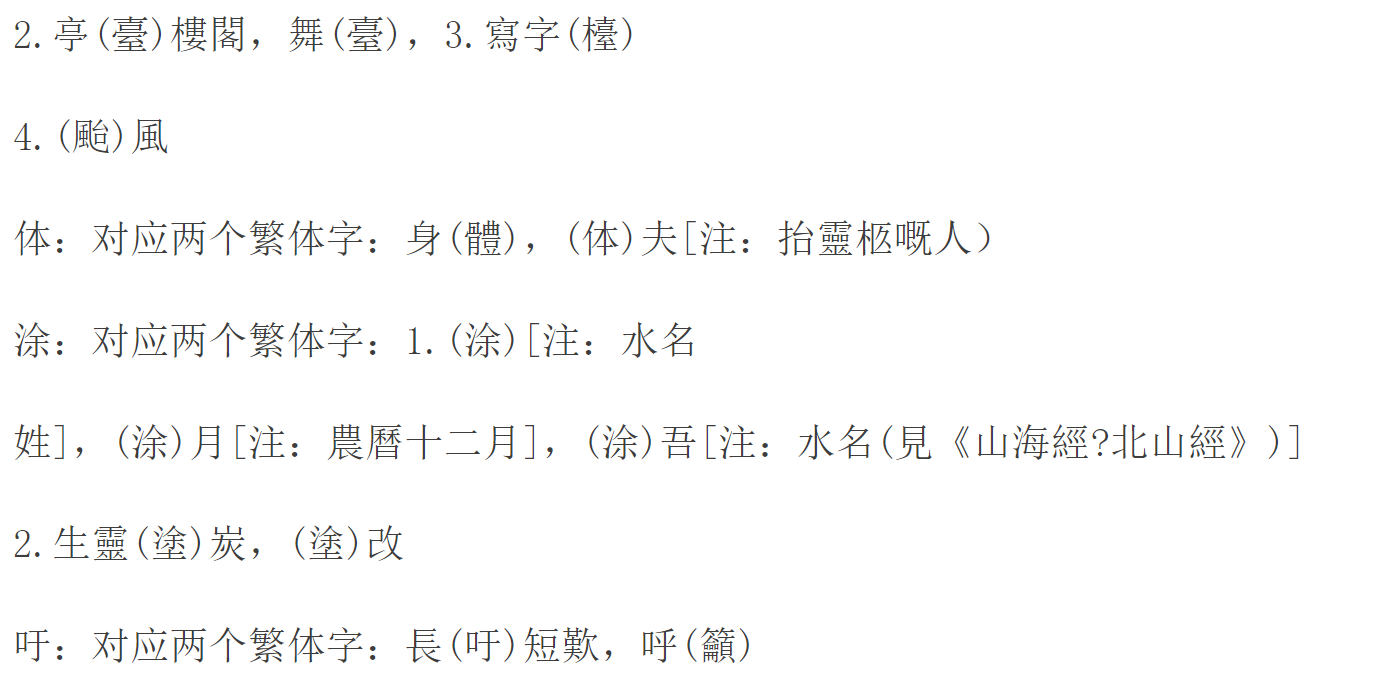 2.亭(臺)樓閣，舞(臺)，3.寫字(檯)
4.(颱)風
体：对应两个繁体字：身(體)，(体)夫[注：抬靈柩嘅人）
涂：对应两个繁体字：1.(涂)[注：水名
姓]，(涂)月[注：農曆十二月]，(涂)吾[注：水名(見《山海經?北山經》)]
2.生靈(塗)炭，(塗)改
吁：对应两个繁体字：長(吁)短歎，呼(籲)